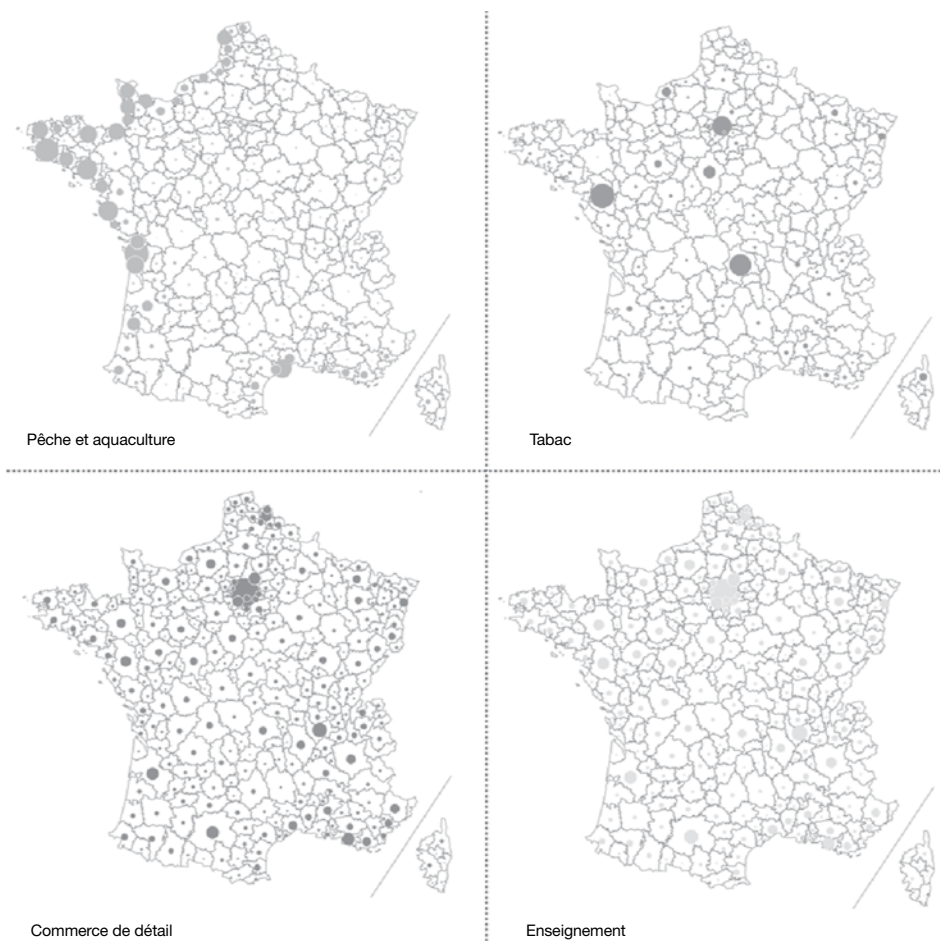 Pêche et aquaculture
Tabac
Commerce de détail
Enseignement